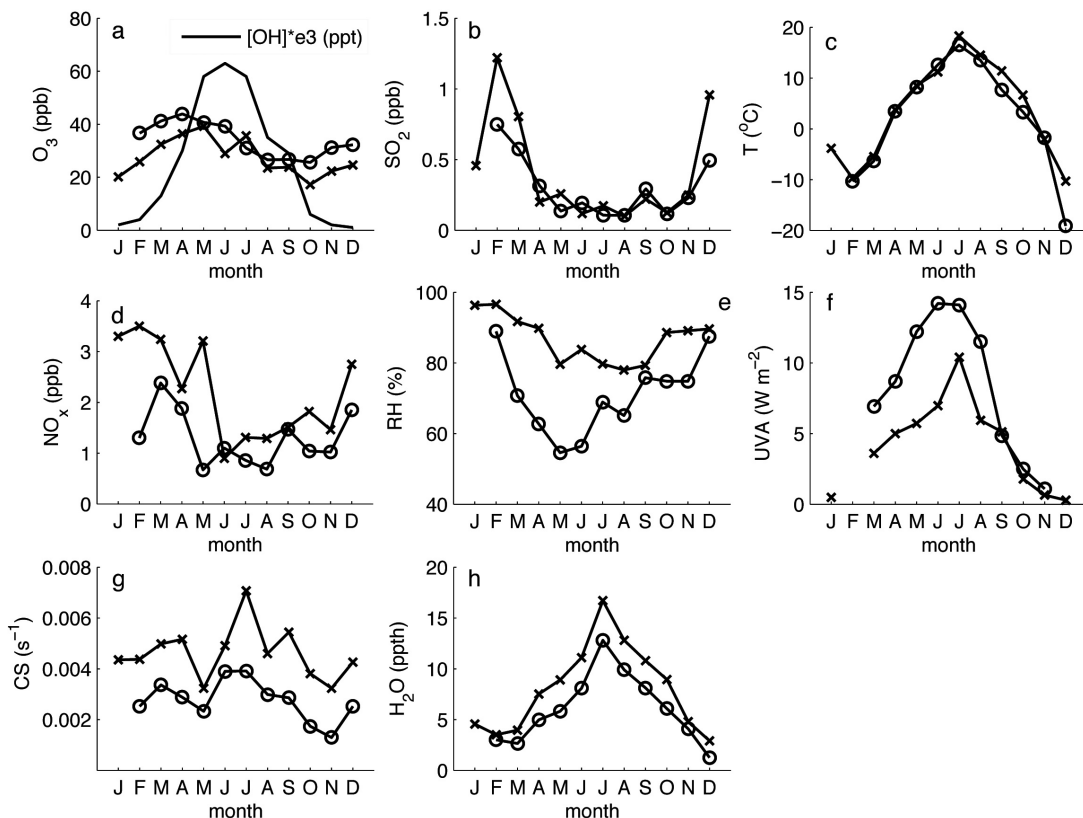 a
[OH]*e3 (ppt)
O3 (ppb)
80
60
40
20
0
J F M A M J J A S O N D
month
b
SO2 (ppb)
1.5
1
0.5
0
J F M A M J J A S O N D
month
c
T (oC)
20
10
0
−10
−20
J F M A M J J A S O N D
month
d
NOx (ppb)
4
3
2
1
0
J F M A M J J A S O N D
month
e
RH (%)
100
80
60
40
J F M A M J J A S O N D
month
f
UVA (W m−2)
15
10
5
0
J F M A M J J A S O N D
month
g
CS (s−1)
0.008
0.006
0.004
0.002
J F M A M J J A S O N D
month
h
H2O (ppth)
20
15
10
5
0
J F M A M J J A S O N D
month